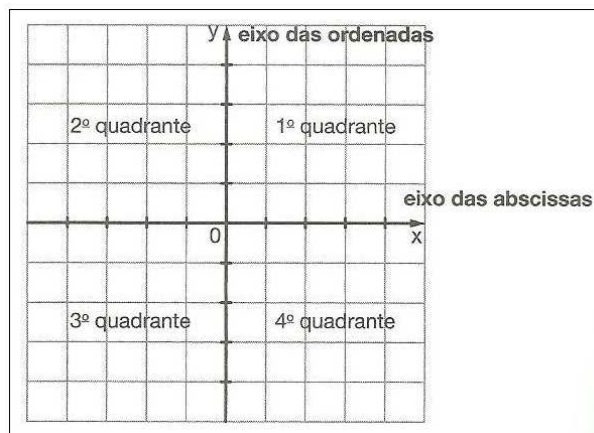 y eixo das ordenadas
2º quadrante 1º quadrante
eixo das abscissas
0 x
3º quadrante 4º quadrante